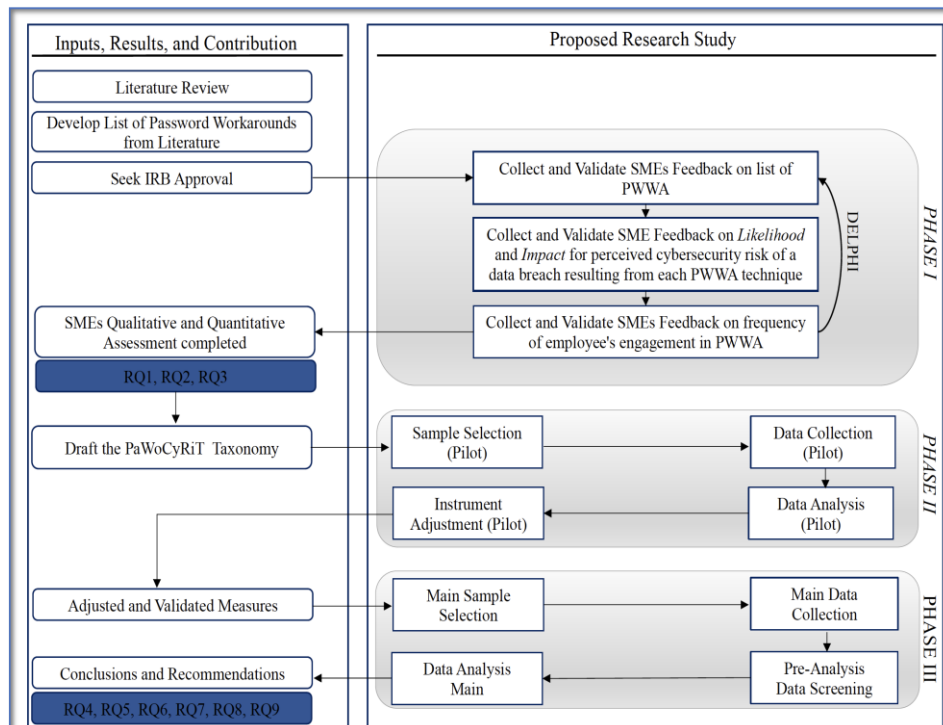 Inputs, Results, and Contribution
Literature Review
Develop List of Password Workarounds
from Literature
Seek IRB Approval
SMEs Qualitative and Quantitative
Assessment completed
RQ1, RQ2, RQ3
Draft the PaWoCyRiT Taxonomy
Adjusted and Validated Measures
Conclusions and Recommendations
RQ4, RQ5, RQ6, RQ7, RQ8, RQ9
Proposed Research Study
Collect and Validate SMEs Feedback on list of
PWWA
Collect and Validate SME Feedback on Likelihood
and Impact for perceived cybersecurity risk of a
data breach resulting from each PWWA technique
Collect and Validate SMEs Feedback on frequency
of employee's engagement in PWWA
DELPHI
PHASE I
Sample Selection
(Pilot)
Data Collection
(Pilot)
Instrument
Adjustment (Pilot)
Data Analysis
(Pilot)
PHASE II
Main Sample
Selection
Main Data
Collection
Data Analysis
Main
Pre-Analysis
Data Screening
PHASE III